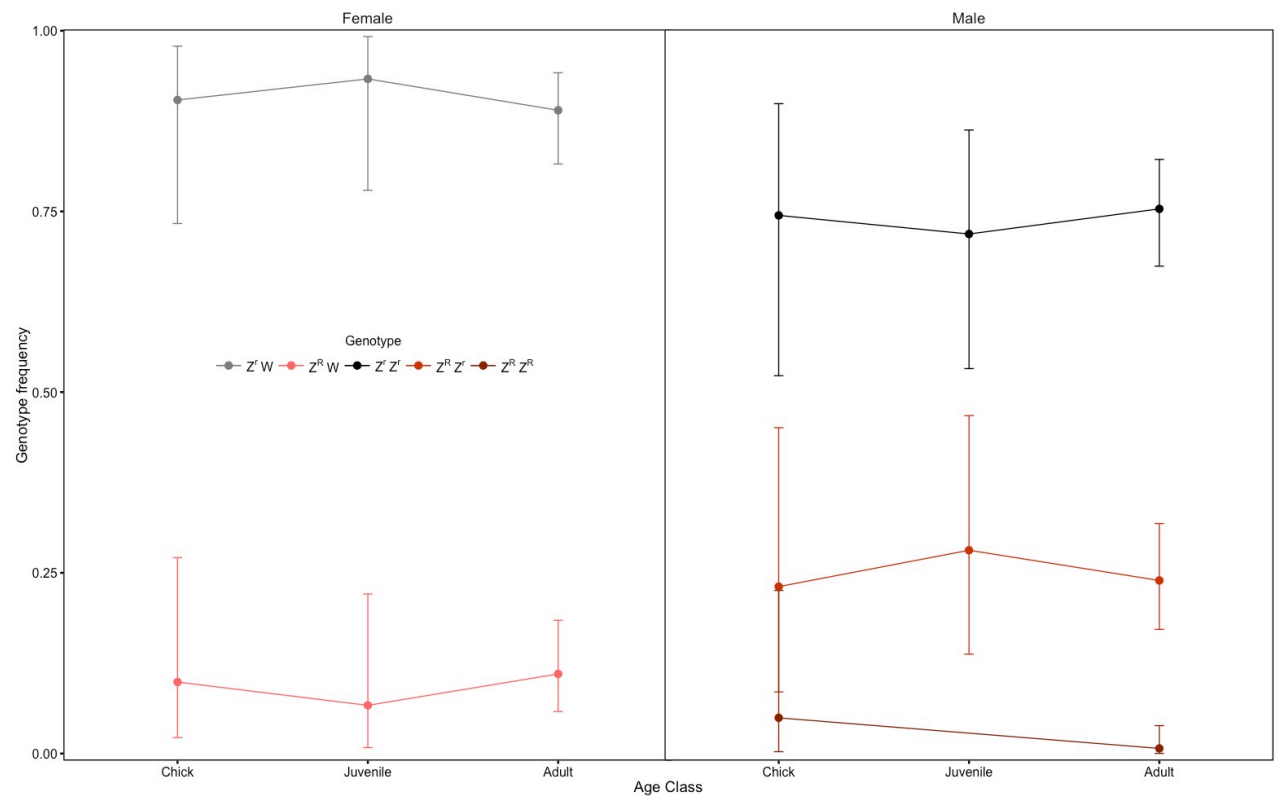 Female Male
1.00
0.75
Genotype
Zʳ W Zᴿ W Zʳ Zʳ Zᴿ Zʳ Zᴿ Zᴿ
0.50
Genotype frequency
0.25
0.00
Chick Juvenile Adult Chick Juvenile Adult
Age Class